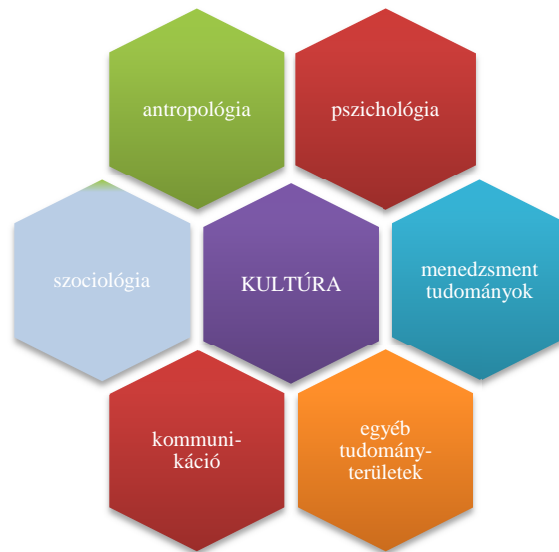 antropológia
pszichológia
szociológia
KULTÚRA
menedzsment
tudományok
kommuni-
káció
egyéb
tudomány-
területek